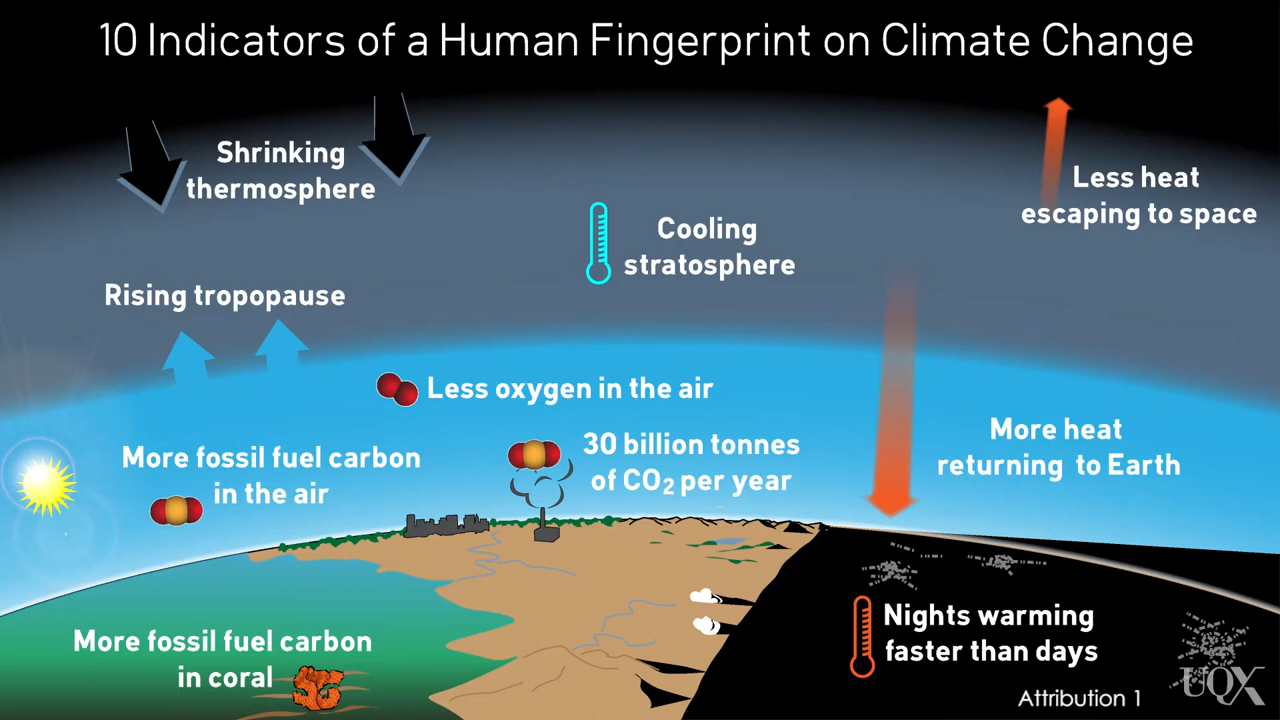 10 Indicators of a Human Fingerprint on Climate Change
Shrinking
thermosphere
Less heat
escaping to space
Cooling
stratosphere
Rising tropopause
Less oxygen in the air
30 billion tonnes
of CO₂ per year
More fossil fuel carbon
in the air
More heat
returning to Earth
Nights warming
faster than days
More fossil fuel carbon
in coral
Attribution 1
UQX